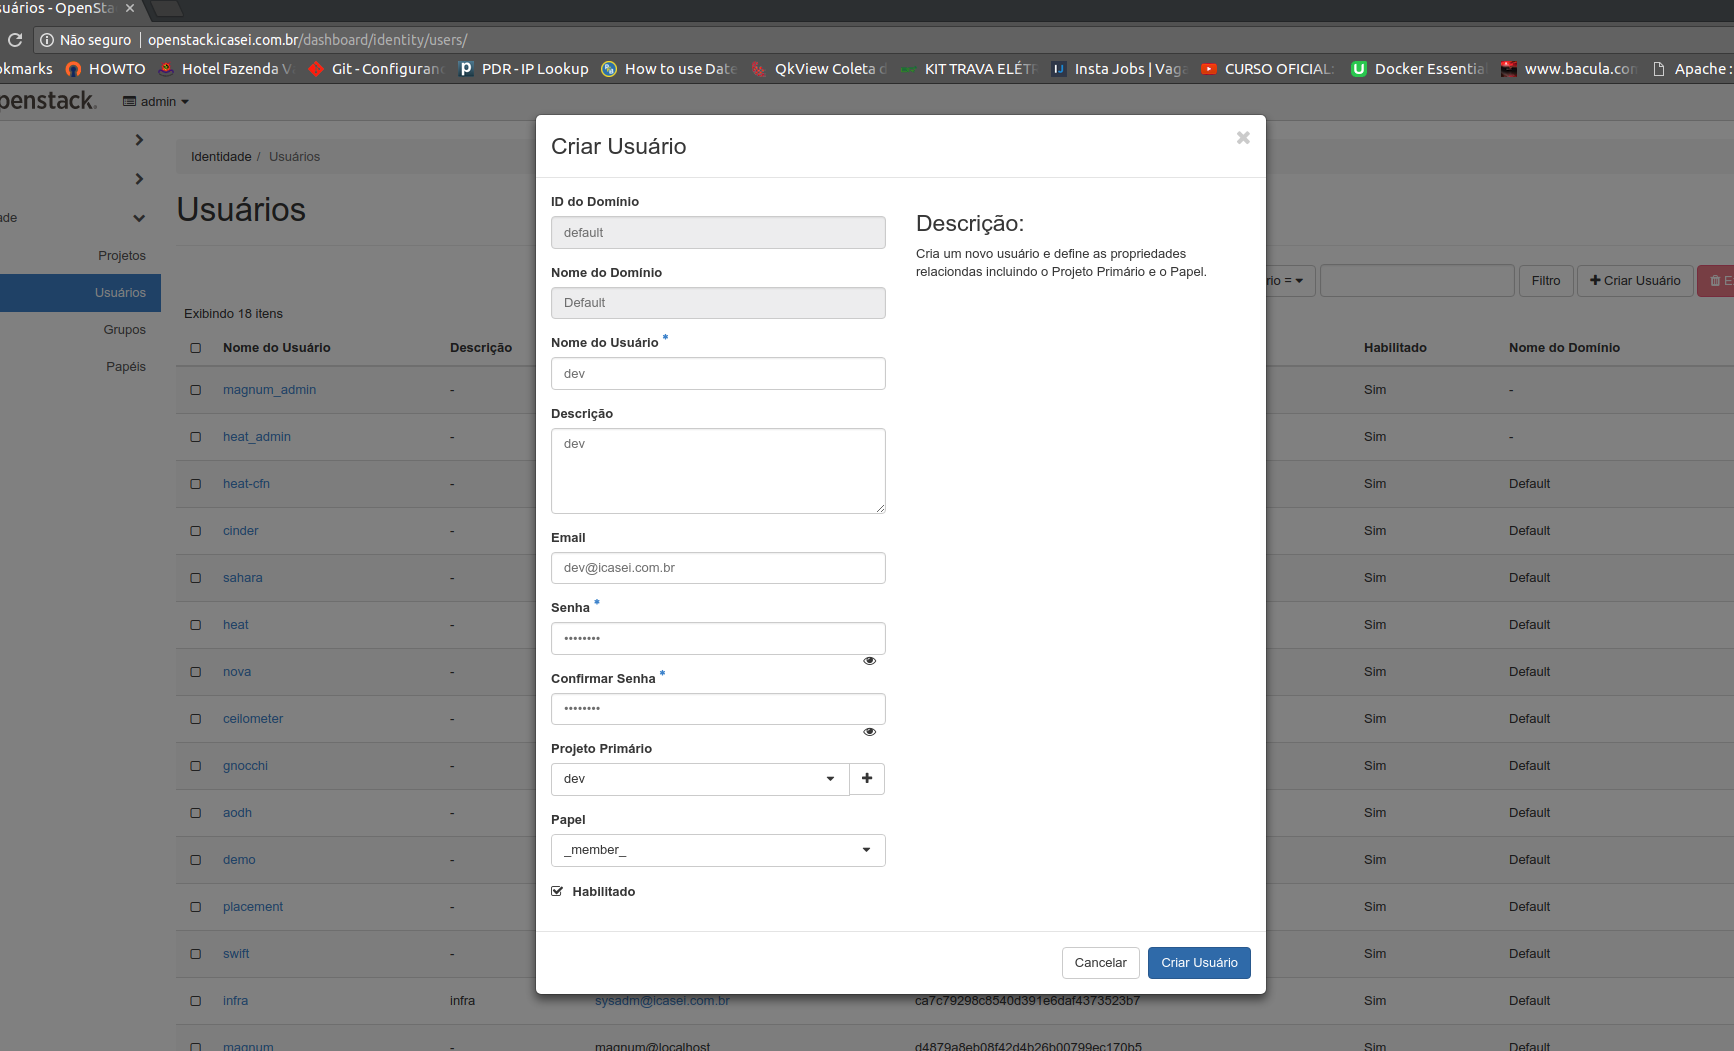 suários - OpenSta
Não seguro | openstack.icasei.com.br/dashboard/identity/users/
okmarks HOWTO Hotel Fazenda V Git - Configuran PDR - IP Lookup How to use Date QkView Coleta d KIT TRAVA ELÉTR Insta Jobs | Vaga CURSO OFICIAL: Docker Essential www.bacula.com Apache :
openstack. admin
Identidade / Usuários
Usuários
ade
Projetos
Usuários
Grupos
Papéis
rio = Filtro Criar Usuário E
Exibindo 18 itens
Nome do Usuário Descrição Habilitado Nome do Domínio
magnum_admin - Sim -
heat_admin - Sim -
heat-cfn - Sim Default
cinder - Sim Default
sahara - Sim Default
heat - Sim Default
nova - Sim Default
ceilometer - Sim Default
gnocchi - Sim Default
aodh - Sim Default
demo - Sim Default
placement - Sim Default
swift - Sim Default
infra infra sysadm@icasei.com.br ca7c79298c8540d391e6daf4373523b7 Sim Default
magnum - magnum@localhost d4879a8eb08f42d4b26b00799ec170b5 Sim Default
Criar Usuário
ID do Domínio
default
Nome do Domínio
Default
Nome do Usuário *
dev
Descrição
dev
Email
dev@icasei.com.br
Senha *
••••••••
Confirmar Senha *
••••••••
Projeto Primário
dev
Papel
_member_
Habilitado
Descrição:
Cria um novo usuário e define as propriedades
relaciondas incluindo o Projeto Primário e o Papel.
Cancelar Criar Usuário